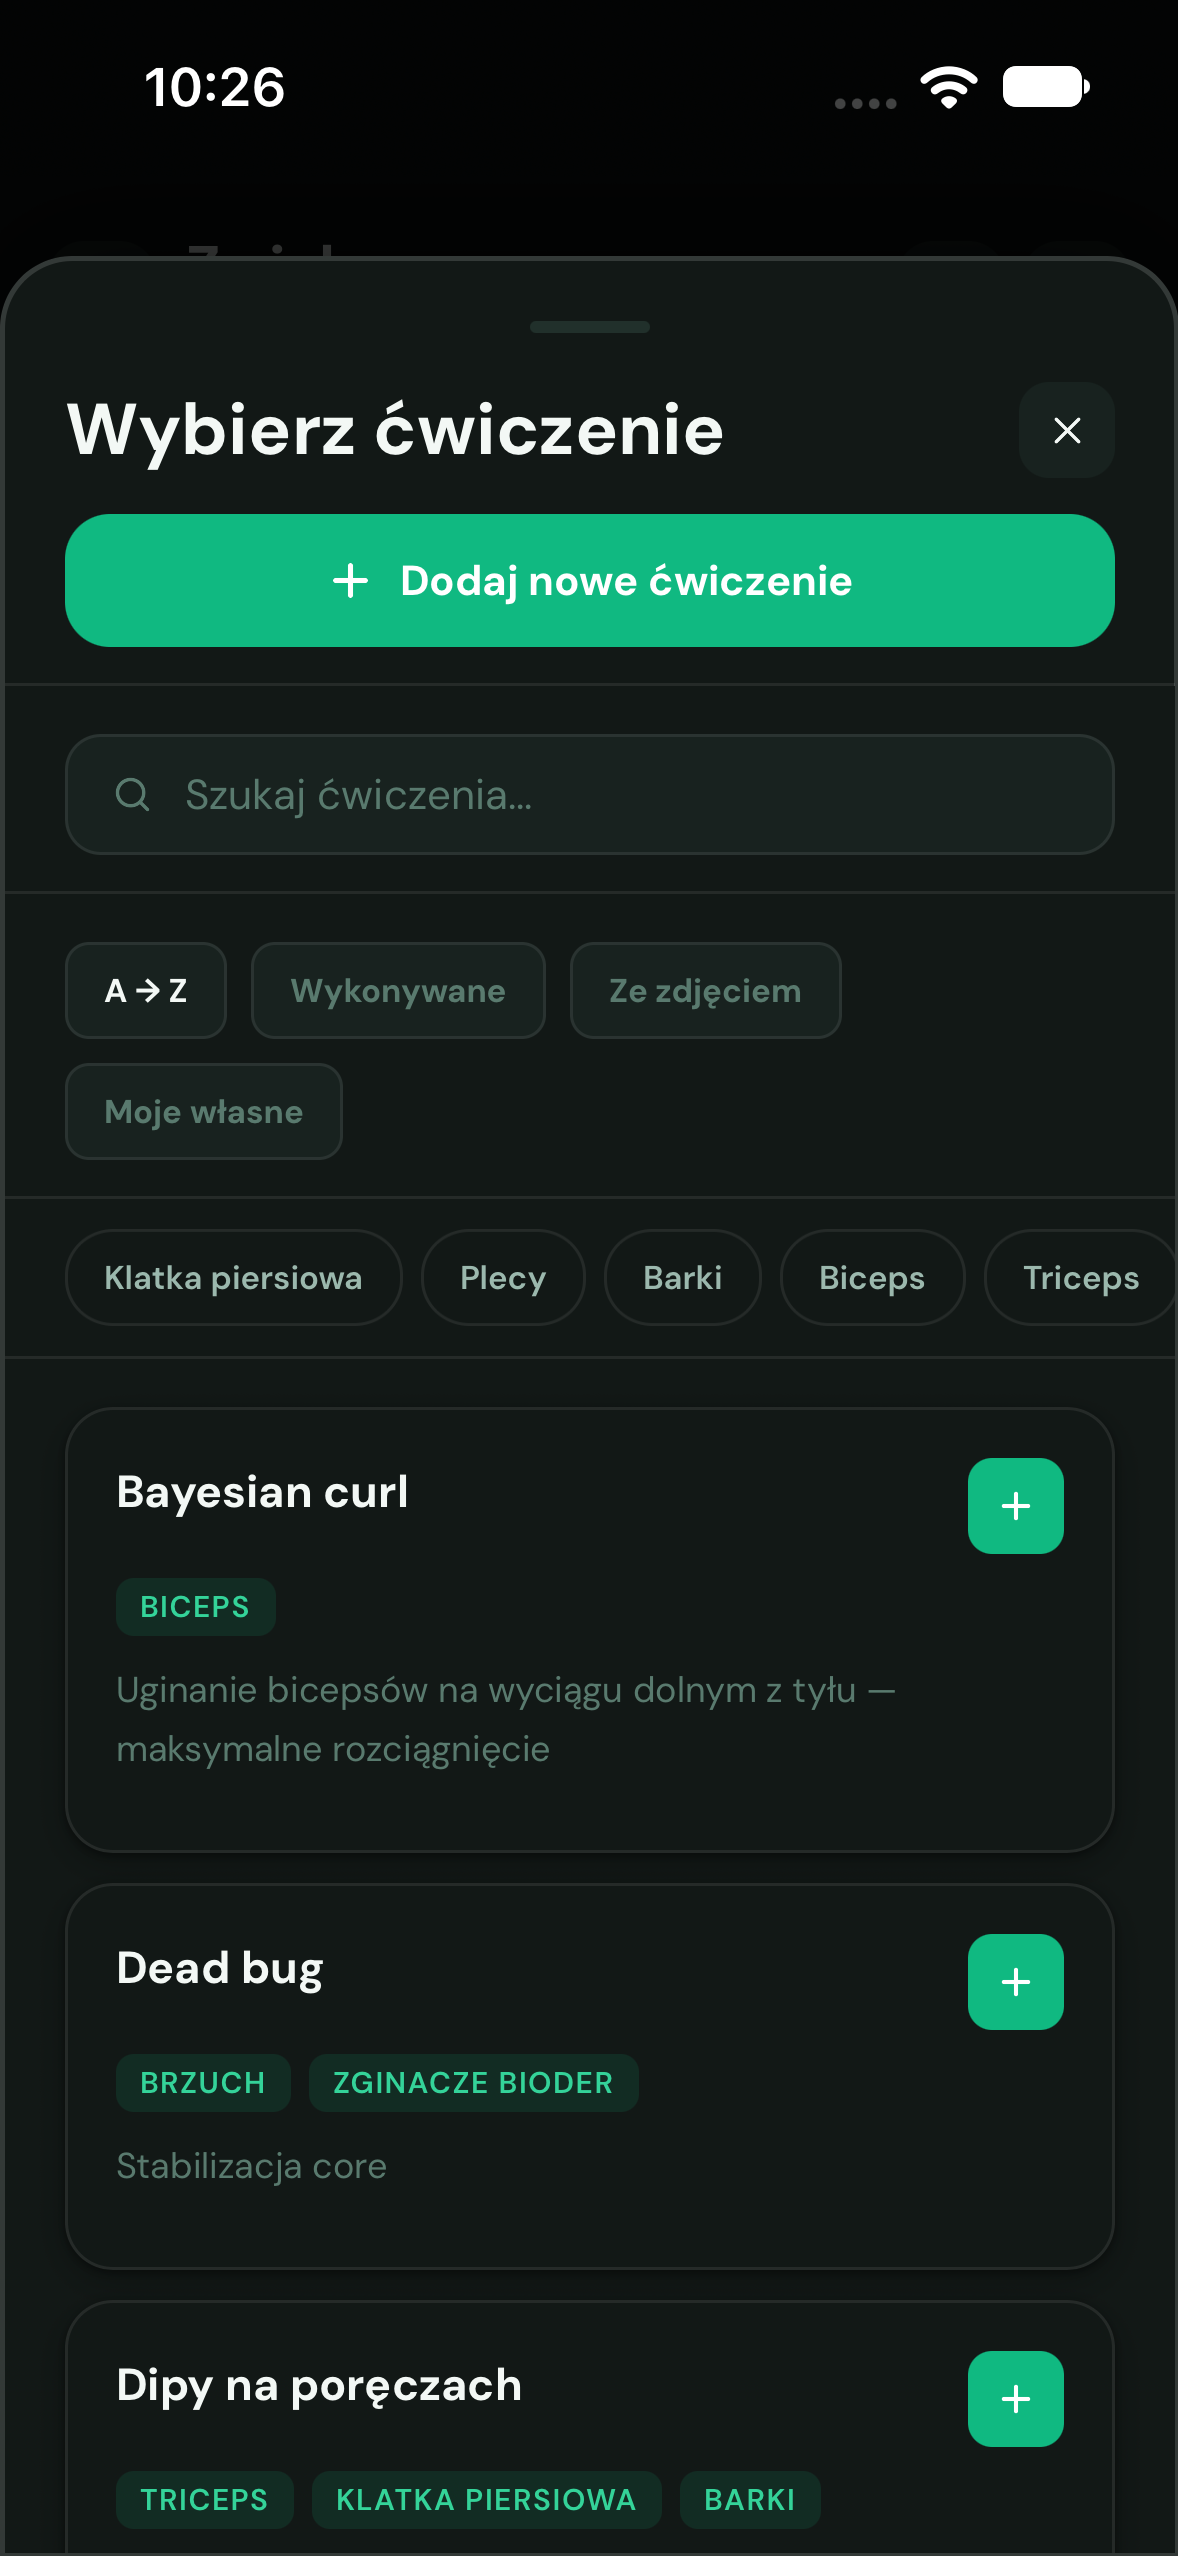 10:26
Wybierz ćwiczenie
Dodaj nowe ćwiczenie
Szukaj ćwiczenia...
A → Z
Wykonywane
Ze zdjęciem
Moje własne
Klatka piersiowa
Plecy
Barki
Biceps
Triceps
Bayesian curl
BICEPS
Uginanie bicepsów na wyciągu dolnym z tyłu —
maksymalne rozciągnięcie
Dead bug
BRZUCH
ZGINACZE BIODER
Stabilizacja core
Dipy na poręczach
TRICEPS
KLATKA PIERSIOWA
BARKI